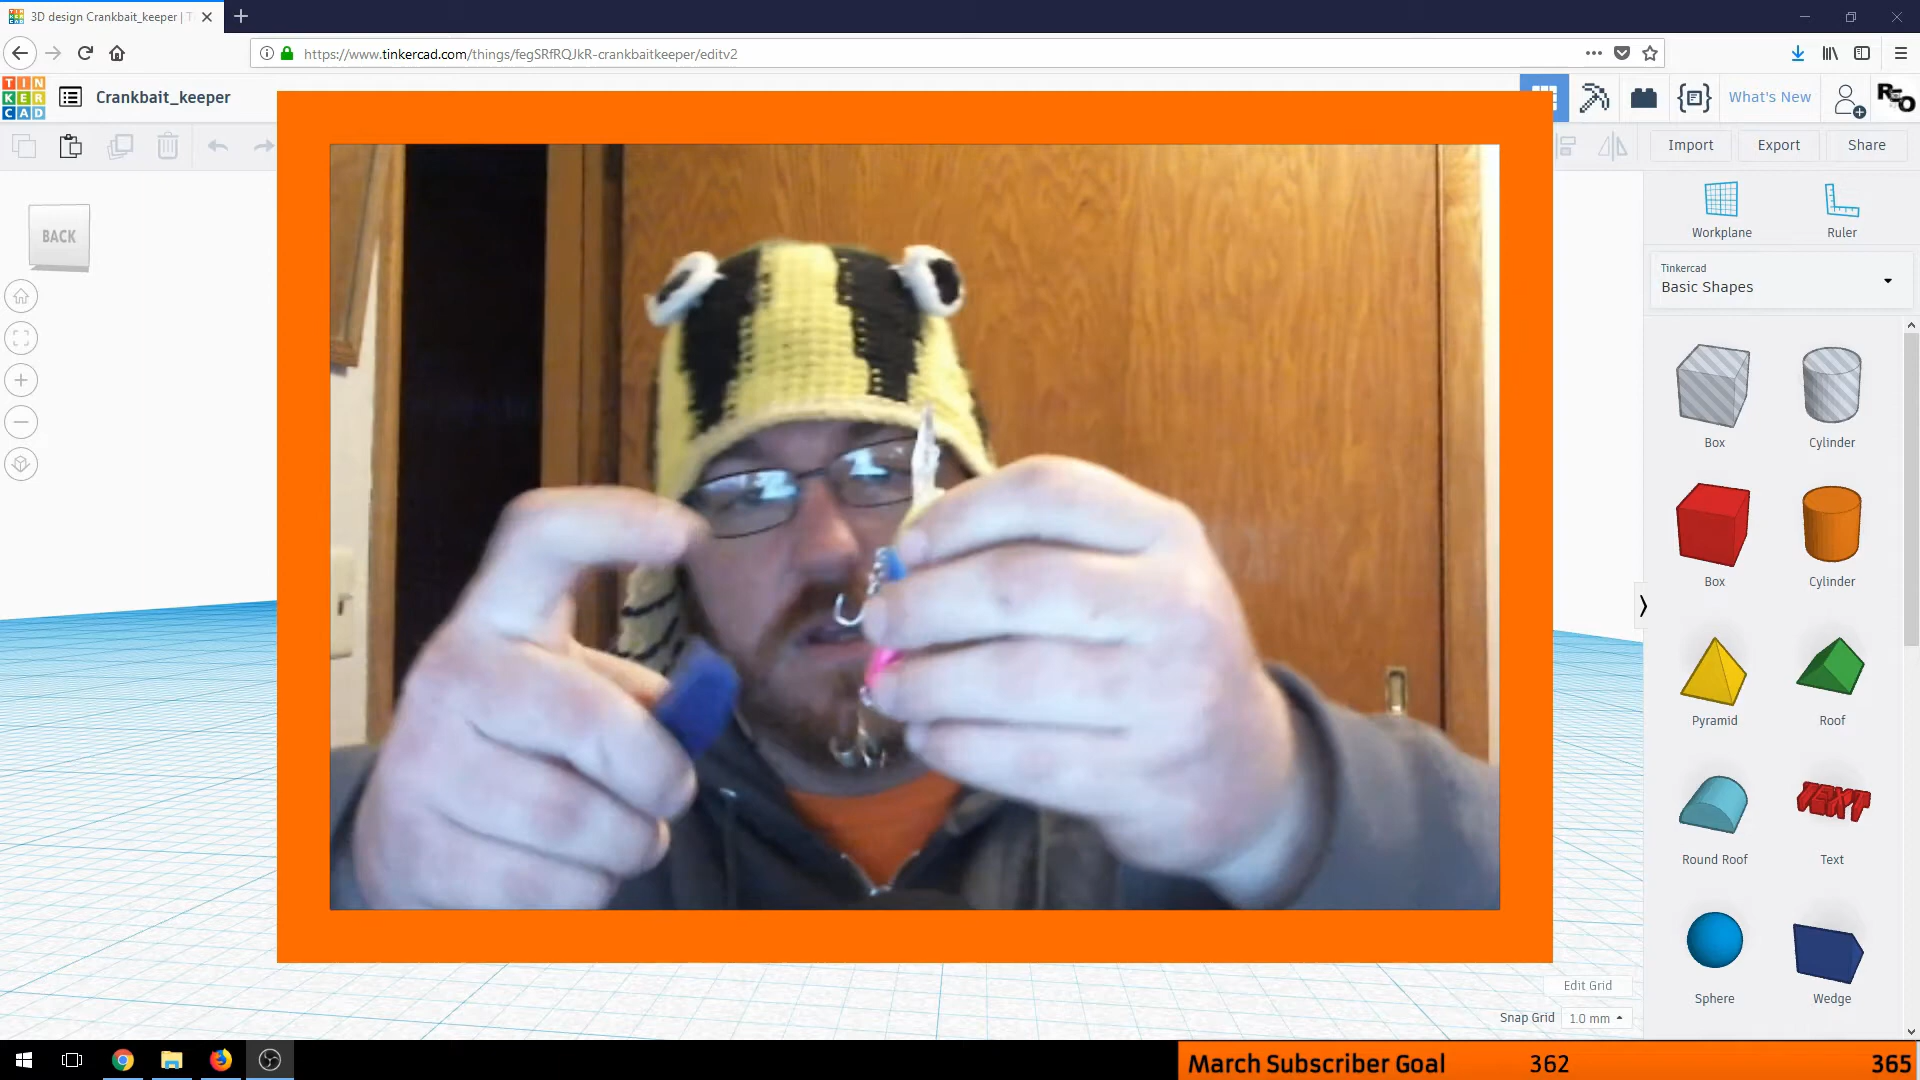 3D design Crankbait_keeper | T
https://www.tinkercad.com/things/fegSRfRQJkR-crankbaitkeeper/editv2
TIN
KER
CAD
Crankbait_keeper
What's New
Import
Export
Share
BACK
Workplane
Ruler
Tinkercad
Basic Shapes
Box
Cylinder
Box
Cylinder
Pyramid
Roof
TEXT
Round Roof
Text
Sphere
Wedge
Edit Grid
Snap Grid
1.0 mm
March Subscriber Goal
362
365